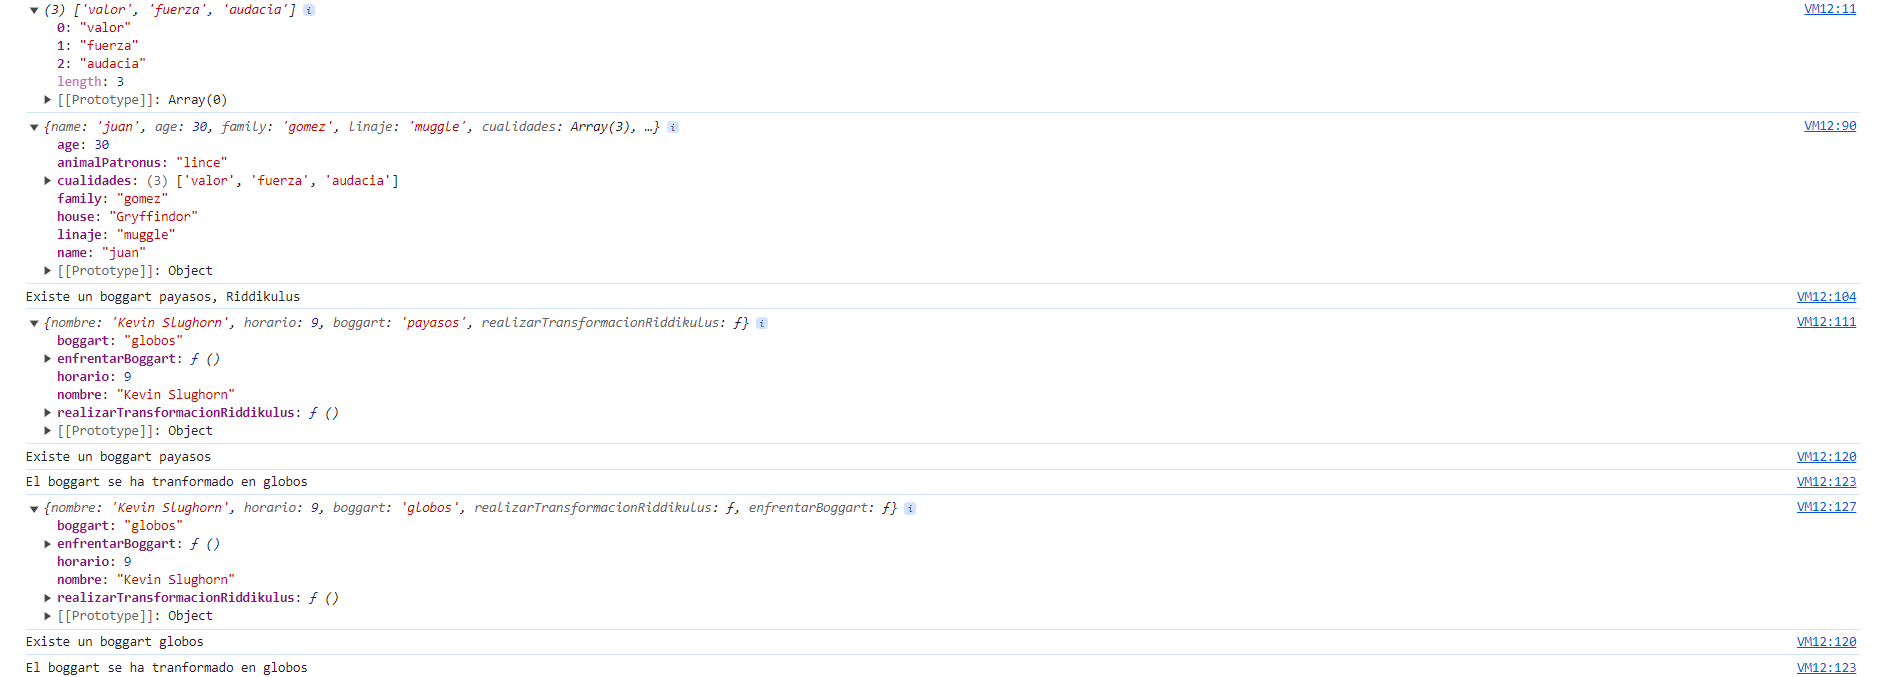 (3) ['valor', 'fuerza', 'audacia'] i VM12:11
0: "valor"
1: "fuerza"
2: "audacia"
length: 3
[[Prototype]]: Array(0)
{name: 'juan', age: 30, family: 'gomez', linaje: 'muggle', cualidades: Array(3), …} i VM12:90
age: 30
animalPatronus: "lince"
cualidades: (3) ['valor', 'fuerza', 'audacia']
family: "gomez"
house: "Gryffindor"
linaje: "muggle"
name: "juan"
[[Prototype]]: Object
Existe un boggart payasos, Riddikulus VM12:104
{nombre: 'Kevin Slughorn', horario: 9, boggart: 'payasos', realizarTransformacionRiddikulus: ƒ} i VM12:111
boggart: "globos"
enfrentarBoggart: ƒ ()
horario: 9
nombre: "Kevin Slughorn"
realizarTransformacionRiddikulus: ƒ ()
[[Prototype]]: Object
Existe un boggart payasos VM12:120
El boggart se ha tranformado en globos VM12:123
{nombre: 'Kevin Slughorn', horario: 9, boggart: 'globos', realizarTransformacionRiddikulus: ƒ, enfrentarBoggart: ƒ} i VM12:127
boggart: "globos"
enfrentarBoggart: ƒ ()
horario: 9
nombre: "Kevin Slughorn"
realizarTransformacionRiddikulus: ƒ ()
[[Prototype]]: Object
Existe un boggart globos VM12:120
El boggart se ha tranformado en globos VM12:123